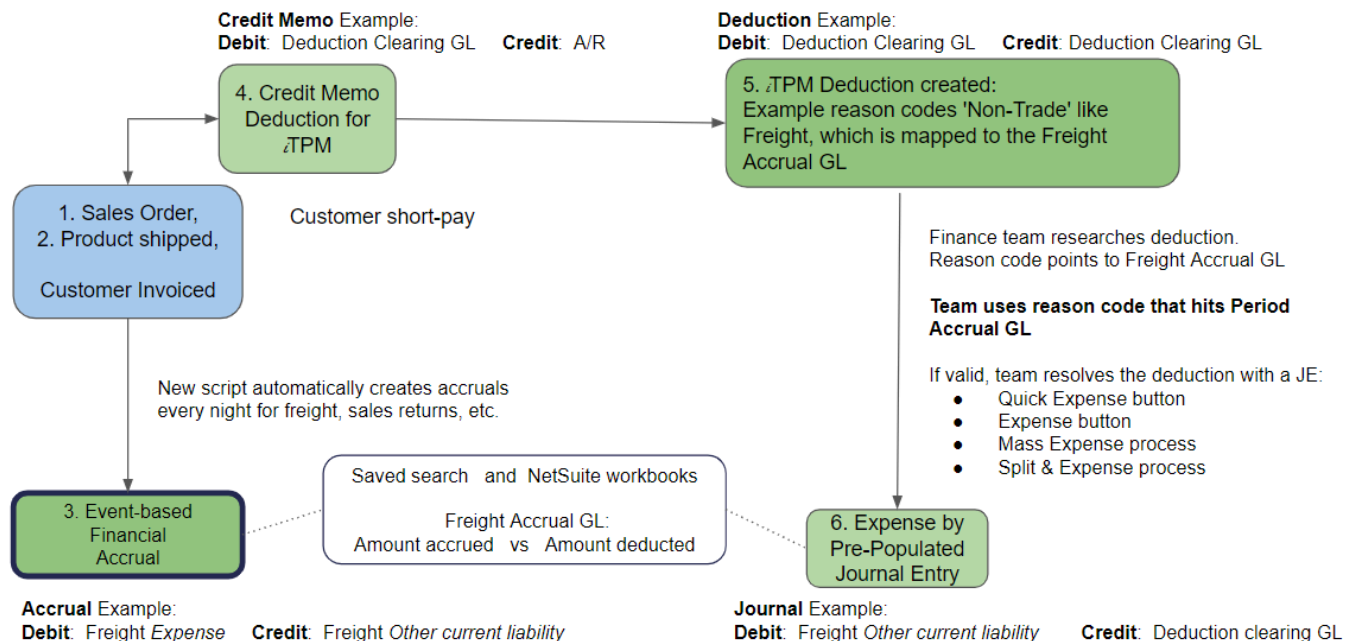 Credit Memo Example:
Debit: Deduction Clearing GL Credit: A/R
Deduction Example:
Debit: Deduction Clearing GL Credit: Deduction Clearing GL
4. Credit Memo
Deduction for
iTPM
5. iTPM Deduction created:
Example reason codes 'Non-Trade' like
Freight, which is mapped to the Freight
Accrual GL
1. Sales Order,
2. Product shipped,
Customer Invoiced
Customer short-pay
Finance team researches deduction.
Reason code points to Freight Accrual GL
Team uses reason code that hits Period
Accrual GL
If valid, team resolves the deduction with a JE:
● Quick Expense button
● Expense button
● Mass Expense process
● Split & Expense process
New script automatically creates accruals
every night for freight, sales returns, etc.
Saved search and NetSuite workbooks
Freight Accrual GL:
Amount accrued vs Amount deducted
3. Event-based
Financial
Accrual
6. Expense by
Pre-Populated
Journal Entry
Accrual Example:
Debit: Freight Expense Credit: Freight Other current liability
Journal Example:
Debit: Freight Other current liability Credit: Deduction clearing GL